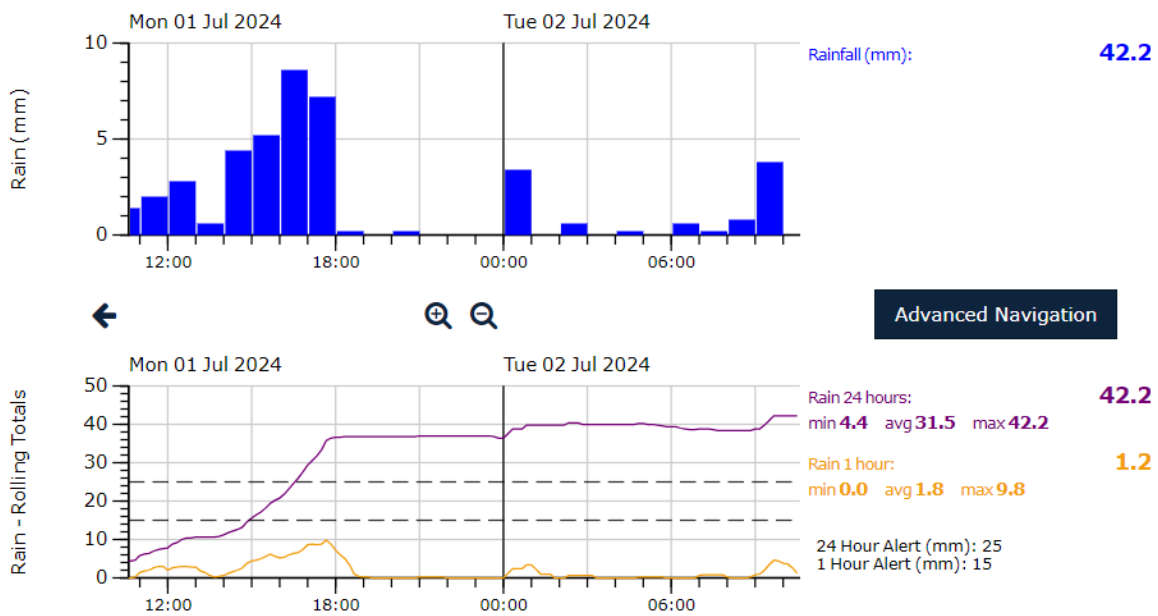 Mon 01 Jul 2024 Tue 02 Jul 2024
10
5
0
Rain (mm)
12:00 18:00 00:00 06:00
Rainfall (mm): 42.2
Advanced Navigation
Mon 01 Jul 2024 Tue 02 Jul 2024
50
40
30
20
10
0
Rain - Rolling Totals
12:00 18:00 00:00 06:00
Rain 24 hours: 42.2
min 4.4 avg 31.5 max 42.2
Rain 1 hour: 1.2
min 0.0 avg 1.8 max 9.8
24 Hour Alert (mm): 25
1 Hour Alert (mm): 15